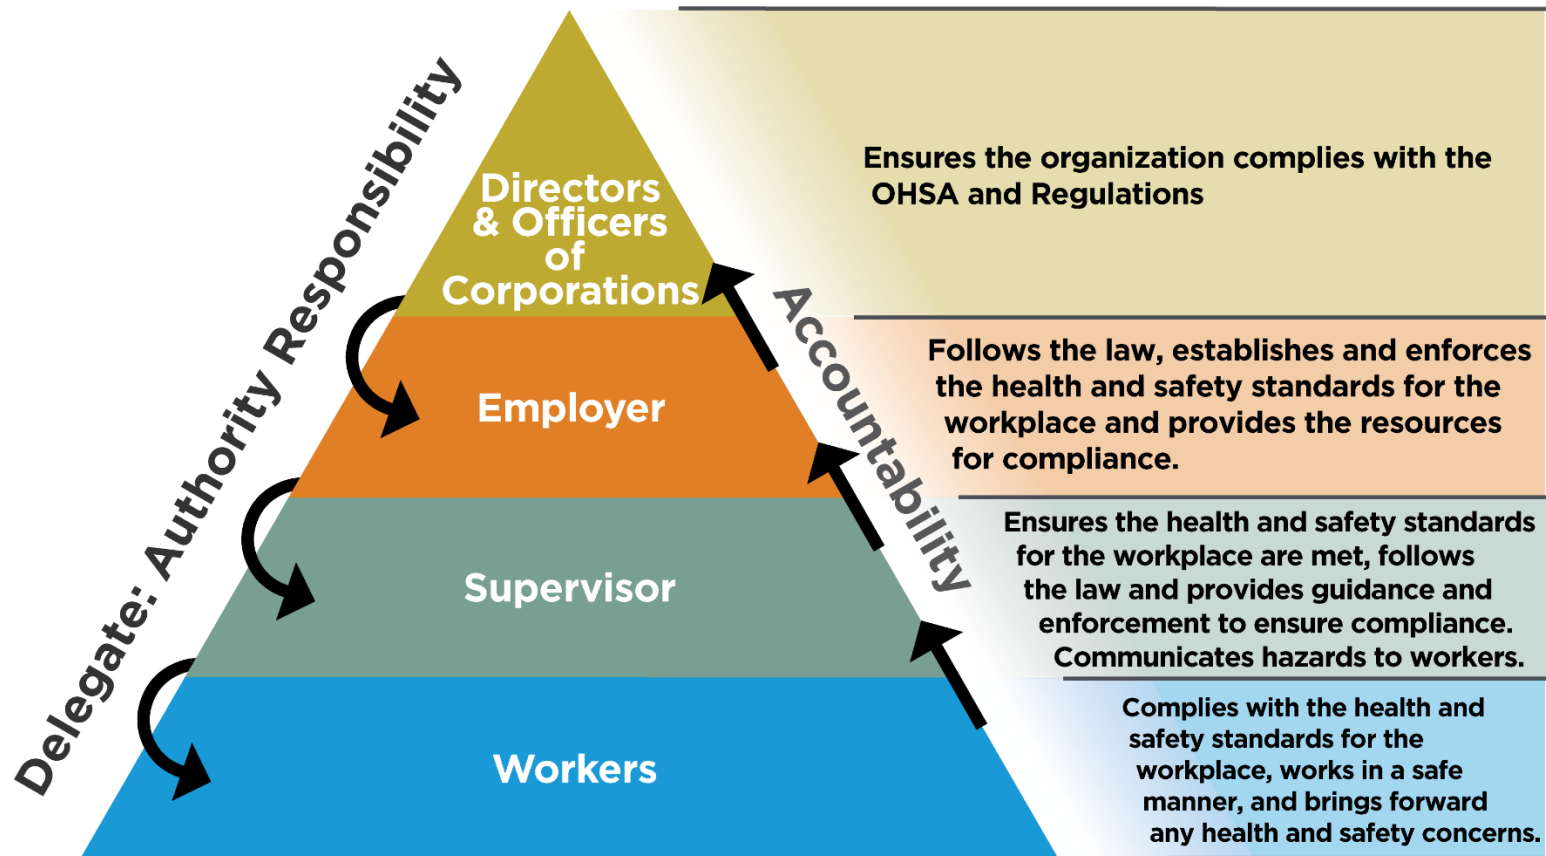 Delegate: Authority Responsibility
Directors
& Officers
of
Corporations
Employer
Supervisor
Workers
Accountability
Ensures the organization complies with the
OHSA and Regulations
Follows the law, establishes and enforces
the health and safety standards for the
workplace and provides the resources
for compliance.
Ensures the health and safety standards
for the workplace are met, follows
the law and provides guidance and
enforcement to ensure compliance.
Communicates hazards to workers.
Complies with the health and
safety standards for the
workplace, works in a safe
manner, and brings forward
any health and safety concerns.